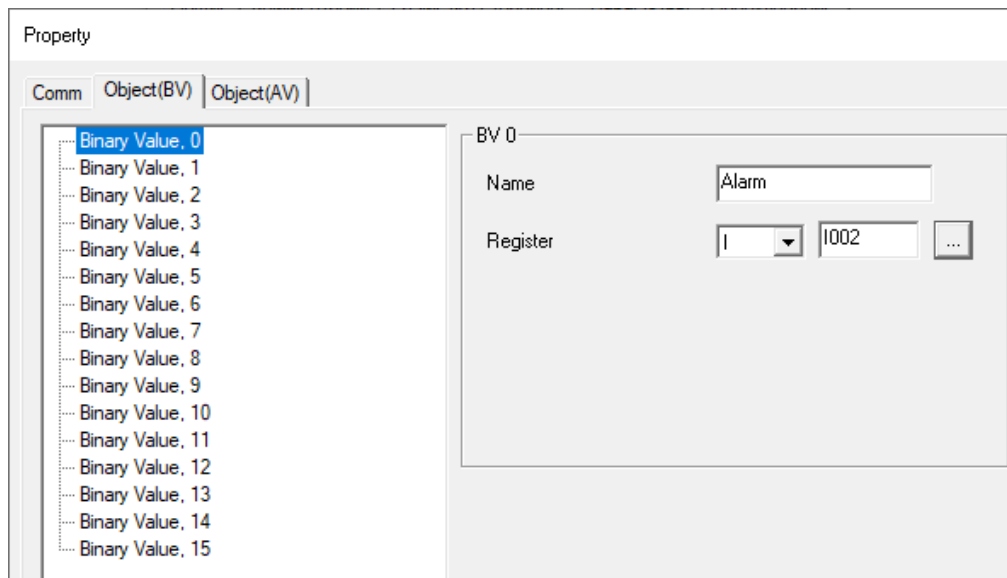 Property
Comm Object(BV) Object(AV)
Binary Value, 0
Binary Value, 1
Binary Value, 2
Binary Value, 3
Binary Value, 4
Binary Value, 5
Binary Value, 6
Binary Value, 7
Binary Value, 8
Binary Value, 9
Binary Value, 10
Binary Value, 11
Binary Value, 12
Binary Value, 13
Binary Value, 14
Binary Value, 15
BV 0
Name Alarm
Register I I002 ...